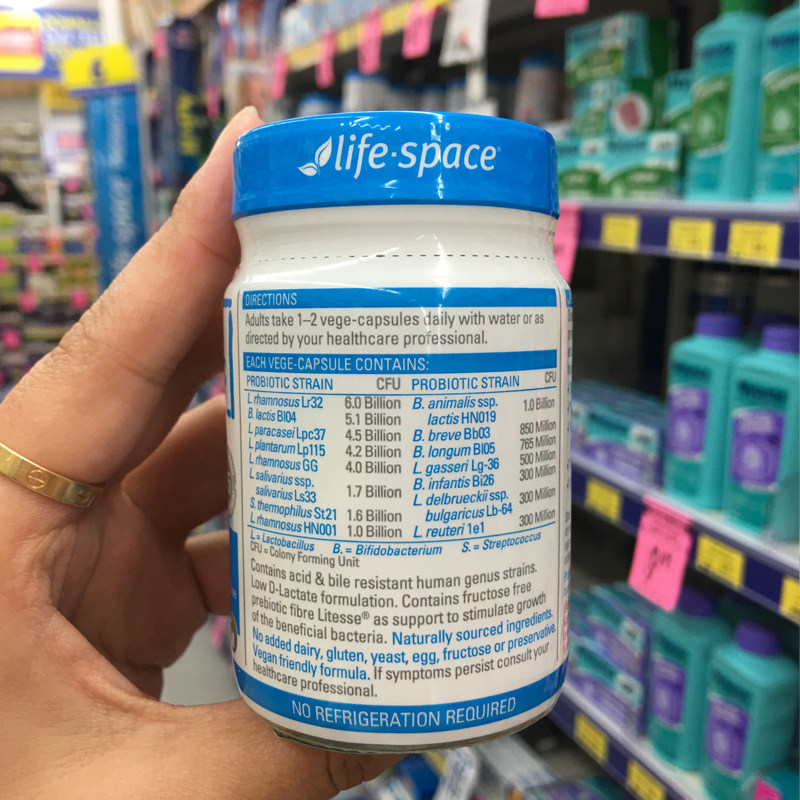 life-space
DIRECTIONS
Adults take 1–2 vege-capsules daily with water or as
directed by your healthcare professional.
EACH VEGE-CAPSULE CONTAINS:
PROBIOTIC STRAIN CFU
L. rhamnosus Lr32 6.0 Billion
B. lactis Bl04 5.1 Billion
L. paracasei Lpc37 4.5 Billion
L. plantarum Lp115 4.2 Billion
L. rhamnosus GG 4.0 Billion
L. salivarius ssp.
salivarius Ls33 1.7 Billion
S. thermophilus St21 1.6 Billion
L. rhamnosus HN001 1.0 Billion
PROBIOTIC STRAIN CFU
B. animalis ssp.
lactis HN019 1.0 Billion
B. breve Bb03 850 Million
B. longum Bl05 765 Million
L. gasseri Lg-36 500 Million
B. infantis Bi26 300 Million
L. delbrueckii ssp.
bulgaricus Lb-64 300 Million
L. reuteri 1e1 300 Million
L = Lactobacillus B. = Bifidobacterium S. = Streptococcus
CFU = Colony Forming Unit
Contains acid & bile resistant human genus strains.
Low D-Lactate formulation. Contains fructose free
prebiotic fibre Litesse® as support to stimulate growth
of the beneficial bacteria. Naturally sourced ingredients.
No added dairy, gluten, yeast, egg, fructose or preservative.
Vegan friendly formula. If symptoms persist consult your
healthcare professional.
NO REFRIGERATION REQUIRED